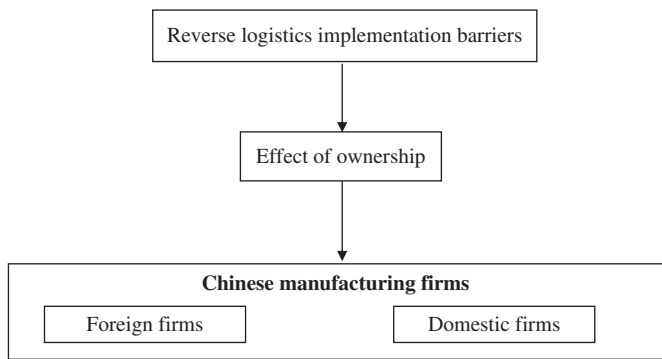 Reverse logistics implementation barriers
Effect of ownership
Chinese manufacturing firms
Foreign firms
Domestic firms